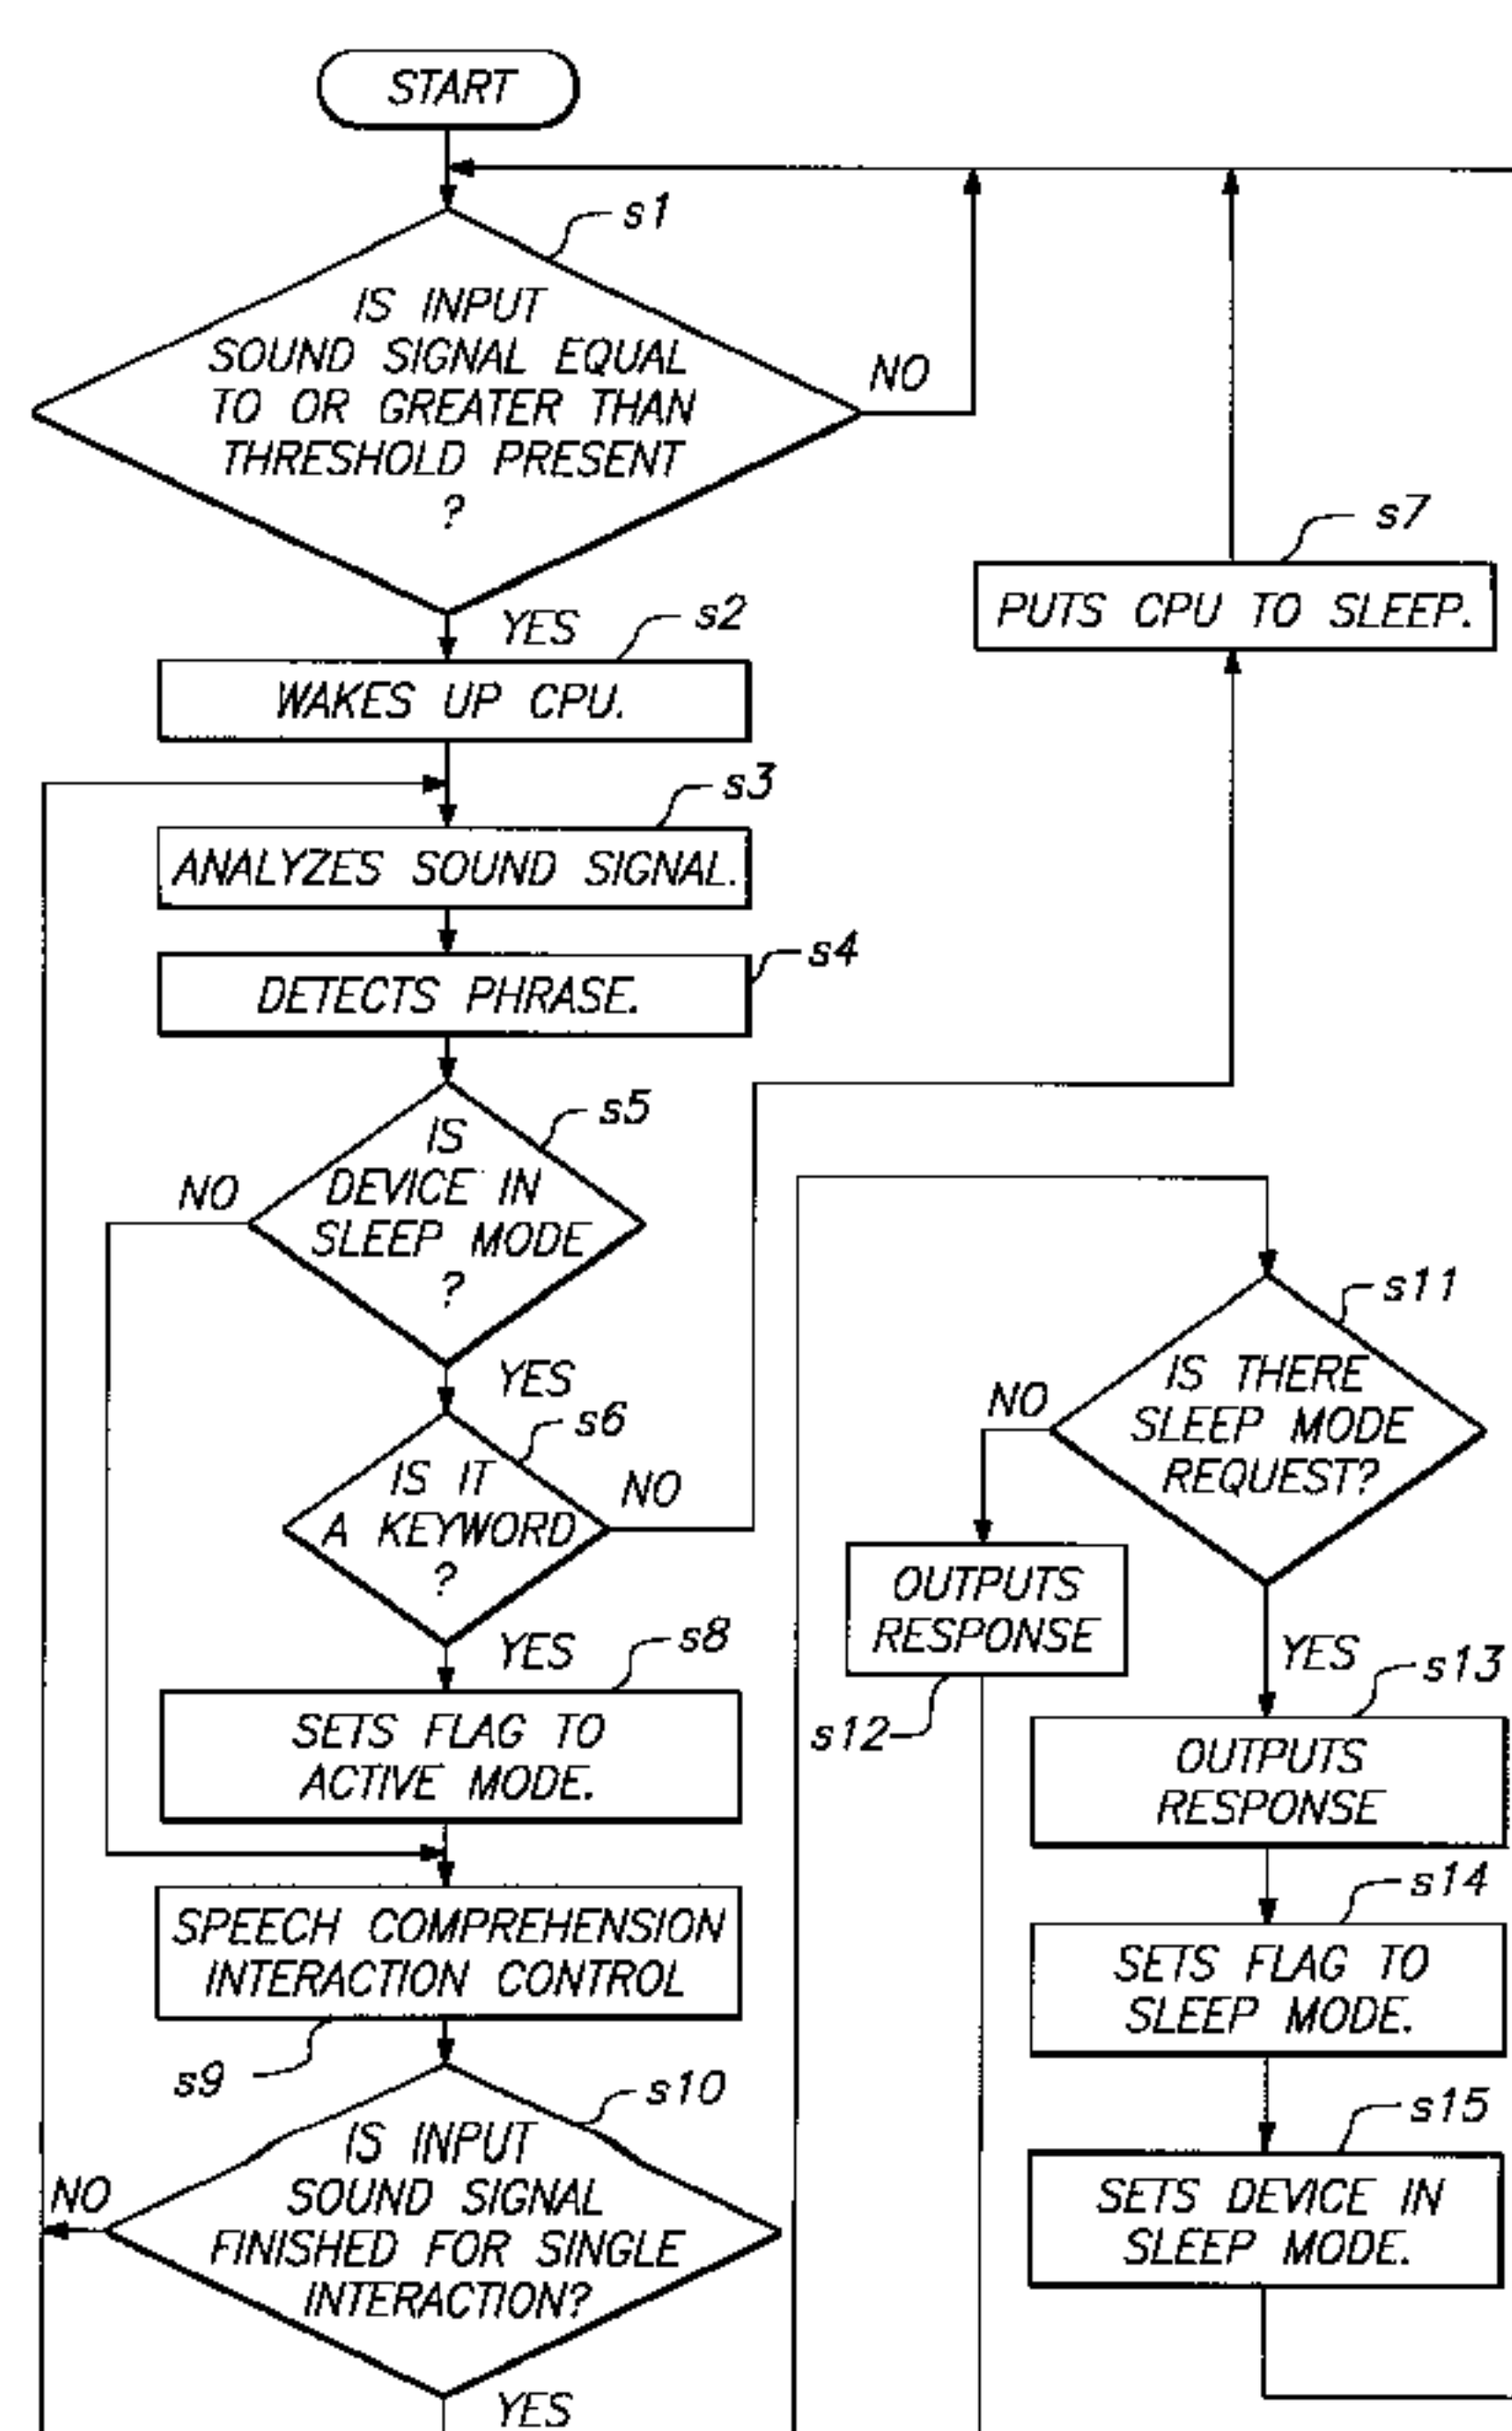 START
s1
IS INPUT
SOUND SIGNAL EQUAL
TO OR GREATER THAN
THRESHOLD PRESENT
?
NO
YES
s2
WAKES UP CPU.
s7
PUTS CPU TO SLEEP.
s3
ANALYZES SOUND SIGNAL.
s4
DETECTS PHRASE.
s5
IS
DEVICE IN
SLEEP MODE
?
NO
YES
s6
IS IT
A KEYWORD
?
NO
YES
s8
SETS FLAG TO
ACTIVE MODE.
SPEECH COMPREHENSION
INTERACTION CONTROL
s9
s10
IS INPUT
SOUND SIGNAL
FINISHED FOR SINGLE
INTERACTION?
NO
YES
s11
IS THERE
SLEEP MODE
REQUEST?
NO
OUTPUTS
RESPONSE
s12
YES
s13
OUTPUTS
RESPONSE
s14
SETS FLAG TO
SLEEP MODE.
s15
SETS DEVICE IN
SLEEP MODE.